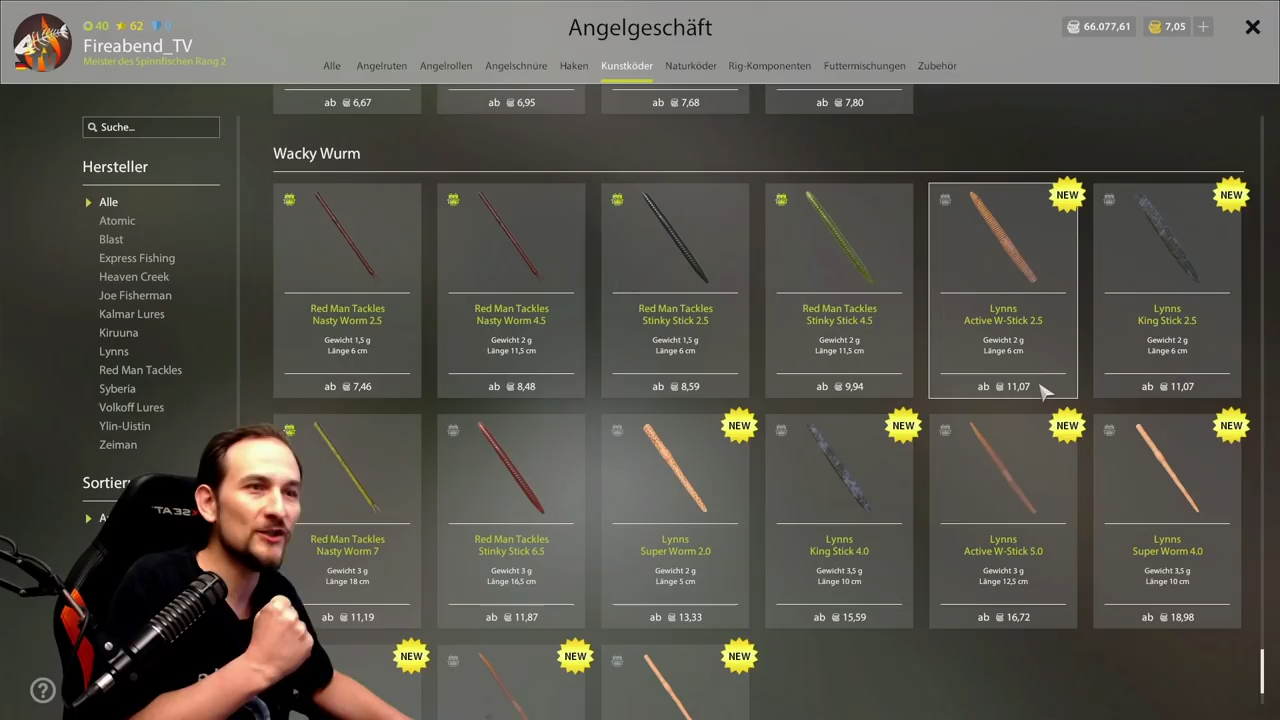 40 62 0
Fireabend_TV
Meister des Spinnfischen Rang 2
Angelgeschäft
66.077,61 7,05 +
Alle Angelruten Angelrollen Angelschnüre Haken Kunstköder Naturköder Rig-Komponenten Futtermischungen Zubehör
ab 6,67 ab 6,95 ab 7,68 ab 7,80
Suche...
Hersteller
Alle
Atomic
Blast
Express Fishing
Heaven Creek
Joe Fisherman
Kalmar Lures
Kiruuna
Lynns
Red Man Tackles
Syberia
Volkoff Lures
Ylin-Uistin
Zeiman
Sortier
A
Wacky Wurm
NEW NEW
Red Man Tackles Red Man Tackles Red Man Tackles Red Man Tackles Lynns Lynns
Nasty Worm 2.5 Nasty Worm 4.5 Stinky Stick 2.5 Stinky Stick 4.5 Active W-Stick 2.5 King Stick 2.5
Gewicht 1,5 g Gewicht 2 g Gewicht 1,5 g Gewicht 2 g Gewicht 2 g Gewicht 2 g
Länge 6 cm Länge 11,5 cm Länge 6 cm Länge 11,5 cm Länge 6 cm Länge 6 cm
ab 7,46 ab 8,48 ab 8,59 ab 9,94 ab 11,07 ab 11,07
NEW NEW NEW NEW
Red Man Tackles Red Man Tackles Lynns Lynns Lynns Lynns
Nasty Worm 7 Stinky Stick 6.5 Super Worm 2.0 King Stick 4.0 Active W-Stick 5.0 Super Worm 4.0
Gewicht 3 g Gewicht 3 g Gewicht 2 g Gewicht 3,5 g Gewicht 3 g Gewicht 3,5 g
Länge 18 cm Länge 16,5 cm Länge 5 cm Länge 10 cm Länge 12,5 cm Länge 10 cm
ab 11,19 ab 11,87 ab 13,33 ab 15,59 ab 16,72 ab 18,98
NEW NEW NEW
?